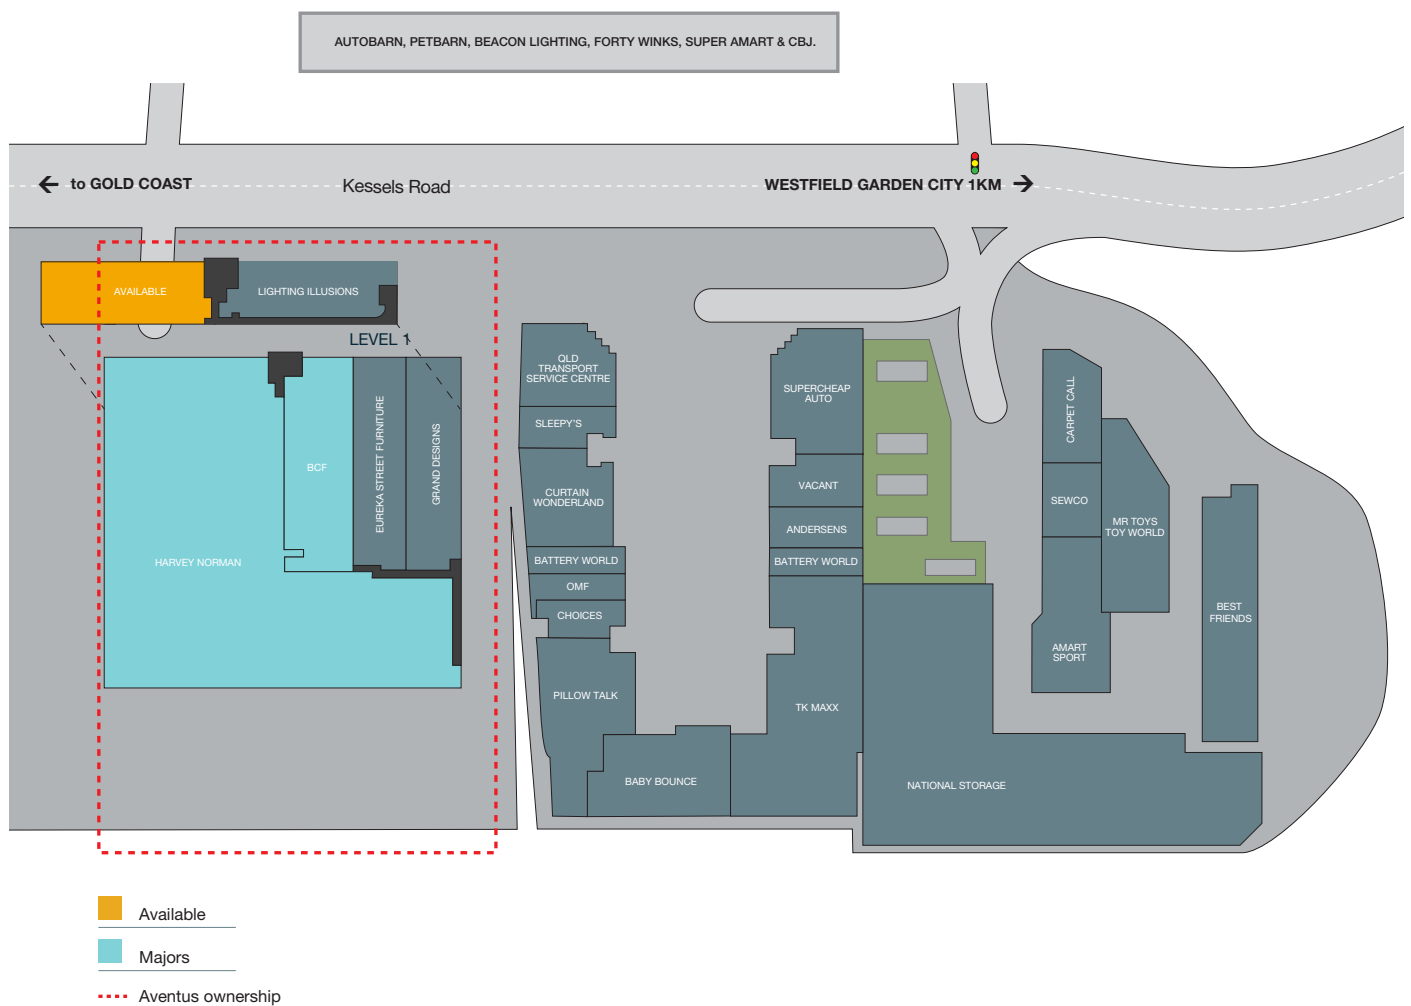 AUTOBARN, PETBARN, BEACON LIGHTING, FORTY WINKS, SUPER AMART & CBJ.
to GOLD COAST
Kessels Road
WESTFIELD GARDEN CITY 1KM
AVAILABLE
LIGHTING ILLUSIONS
LEVEL 1
HARVEY NORMAN
BCF
EUREKA STREET FURNITURE
GRAND DESIGNS
QLD
TRANSPORT
SERVICE CENTRE
SLEEPY'S
CURTAIN
WONDERLAND
BATTERY WORLD
OMF
CHOICES
PILLOW TALK
BABY BOUNCE
SUPERCHEAP
AUTO
VACANT
ANDERSENS
BATTERY WORLD
TK MAXX
NATIONAL STORAGE
CARPET CALL
SEWCO
MR TOYS
TOY WORLD
AMART
SPORT
BEST
FRIENDS
Available
Majors
Aventus ownership